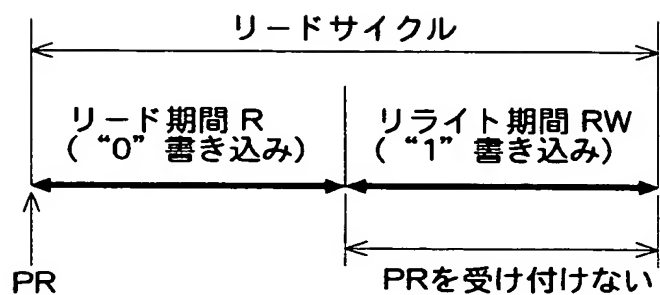 リードサイクル
リード期間 R
( “0” 書き込み)
リライト期間 RW
( “1” 書き込み)
PR
PRを受け付けない